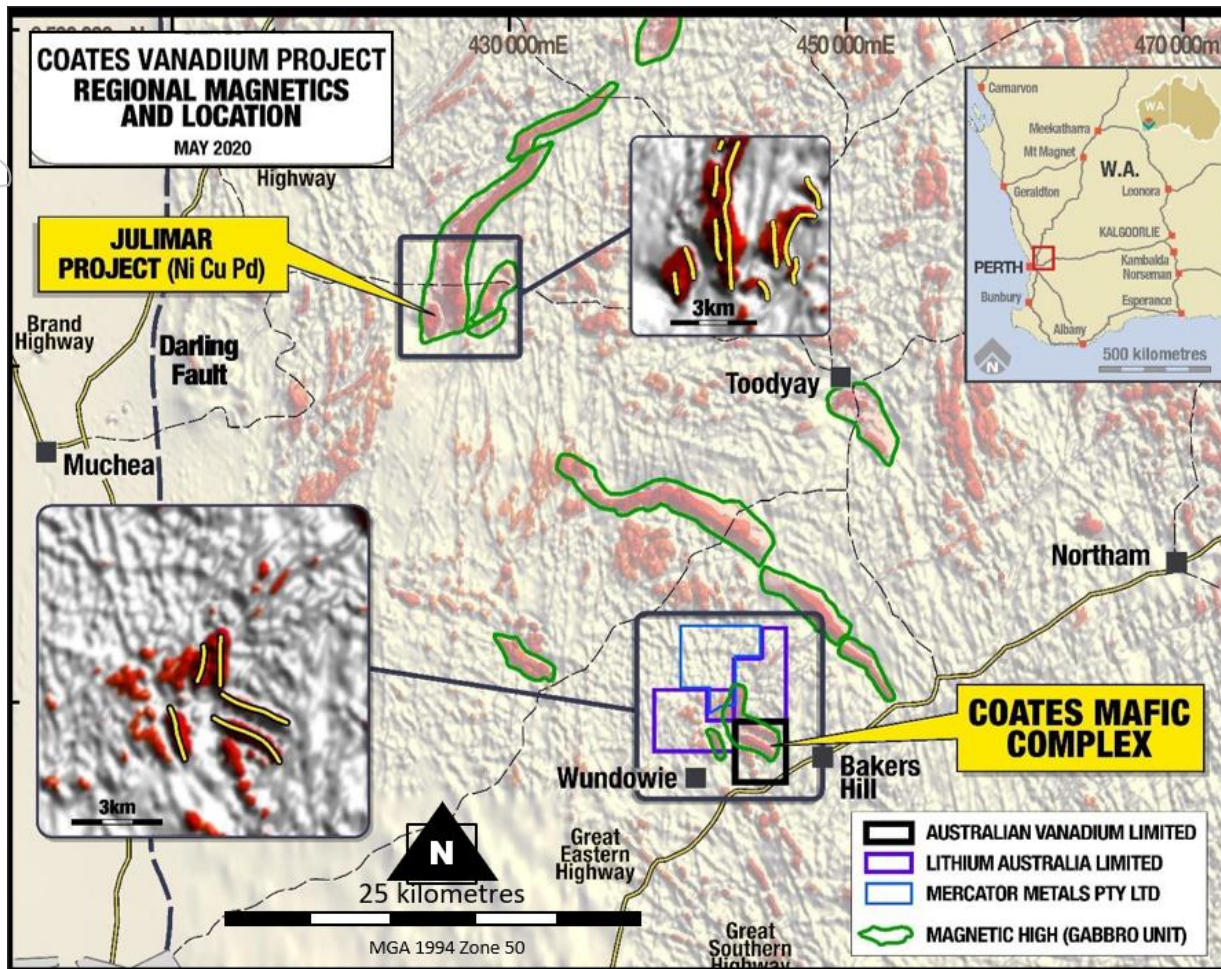 430 000mE
450 000mE
470 000m
COATES VANADIUM PROJECT
REGIONAL MAGNETICS
AND LOCATION
MAY 2020
Highway
JULIMAR
PROJECT (Ni Cu Pd)
Brand
Highway
Darling
Fault
Muchea
3km
Toodyay
Northam
Carnarvon
WA
Meekatharra
Mt Magnet
W.A.
Geraldton
Leonora
KALGOORLIE
PERTH
Kambalda
Norseman
Bunbury
Esperance
Albany
N
500 kilometres
3km
COATES MAFIC
COMPLEX
Wundowie
Bakers
Hill
Great
Eastern
Highway
N
25 kilometres
MGA 1994 Zone 50
Great
Southern
Highway
AUSTRALIAN VANADIUM LIMITED
LITHIUM AUSTRALIA LIMITED
MERCATOR METALS PTY LTD
MAGNETIC HIGH (GABBRO UNIT)